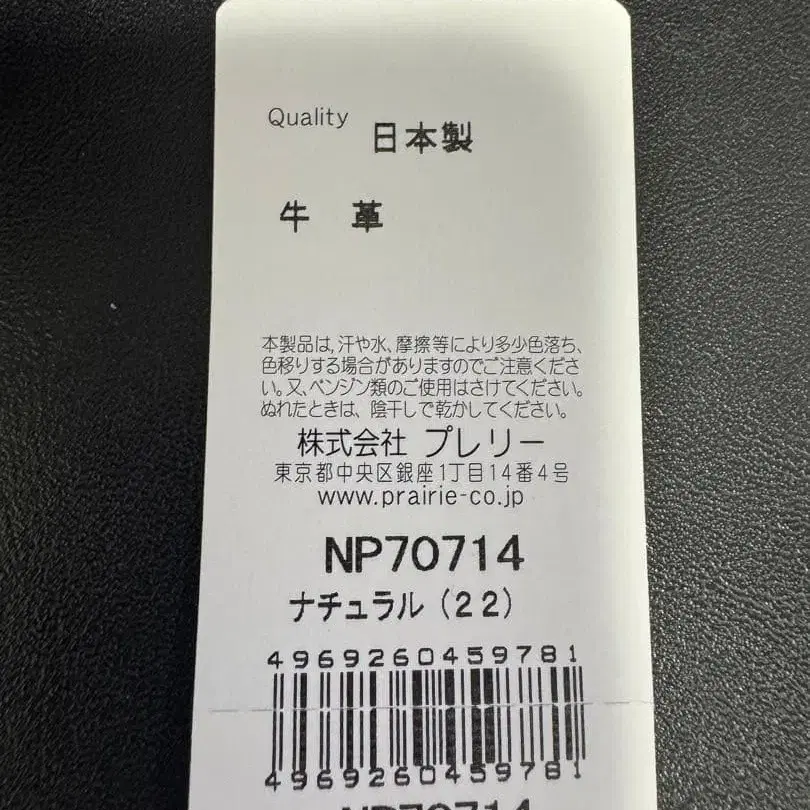 Quality 日本製
牛 革
本製品は,汗や水、摩擦等により多少色落ち、
色移りする場合がありますのでご注意くださ
い。又、ベンジン類のご使用はさけてください。
ぬれたときは、陰干しで乾かしてください。
株式会社 プレリー
東京都中央区銀座1丁目14番4号
www.prairie-co.jp
NP70714
ナチュラル(22)
4969260459781
4969260459781
NP70714